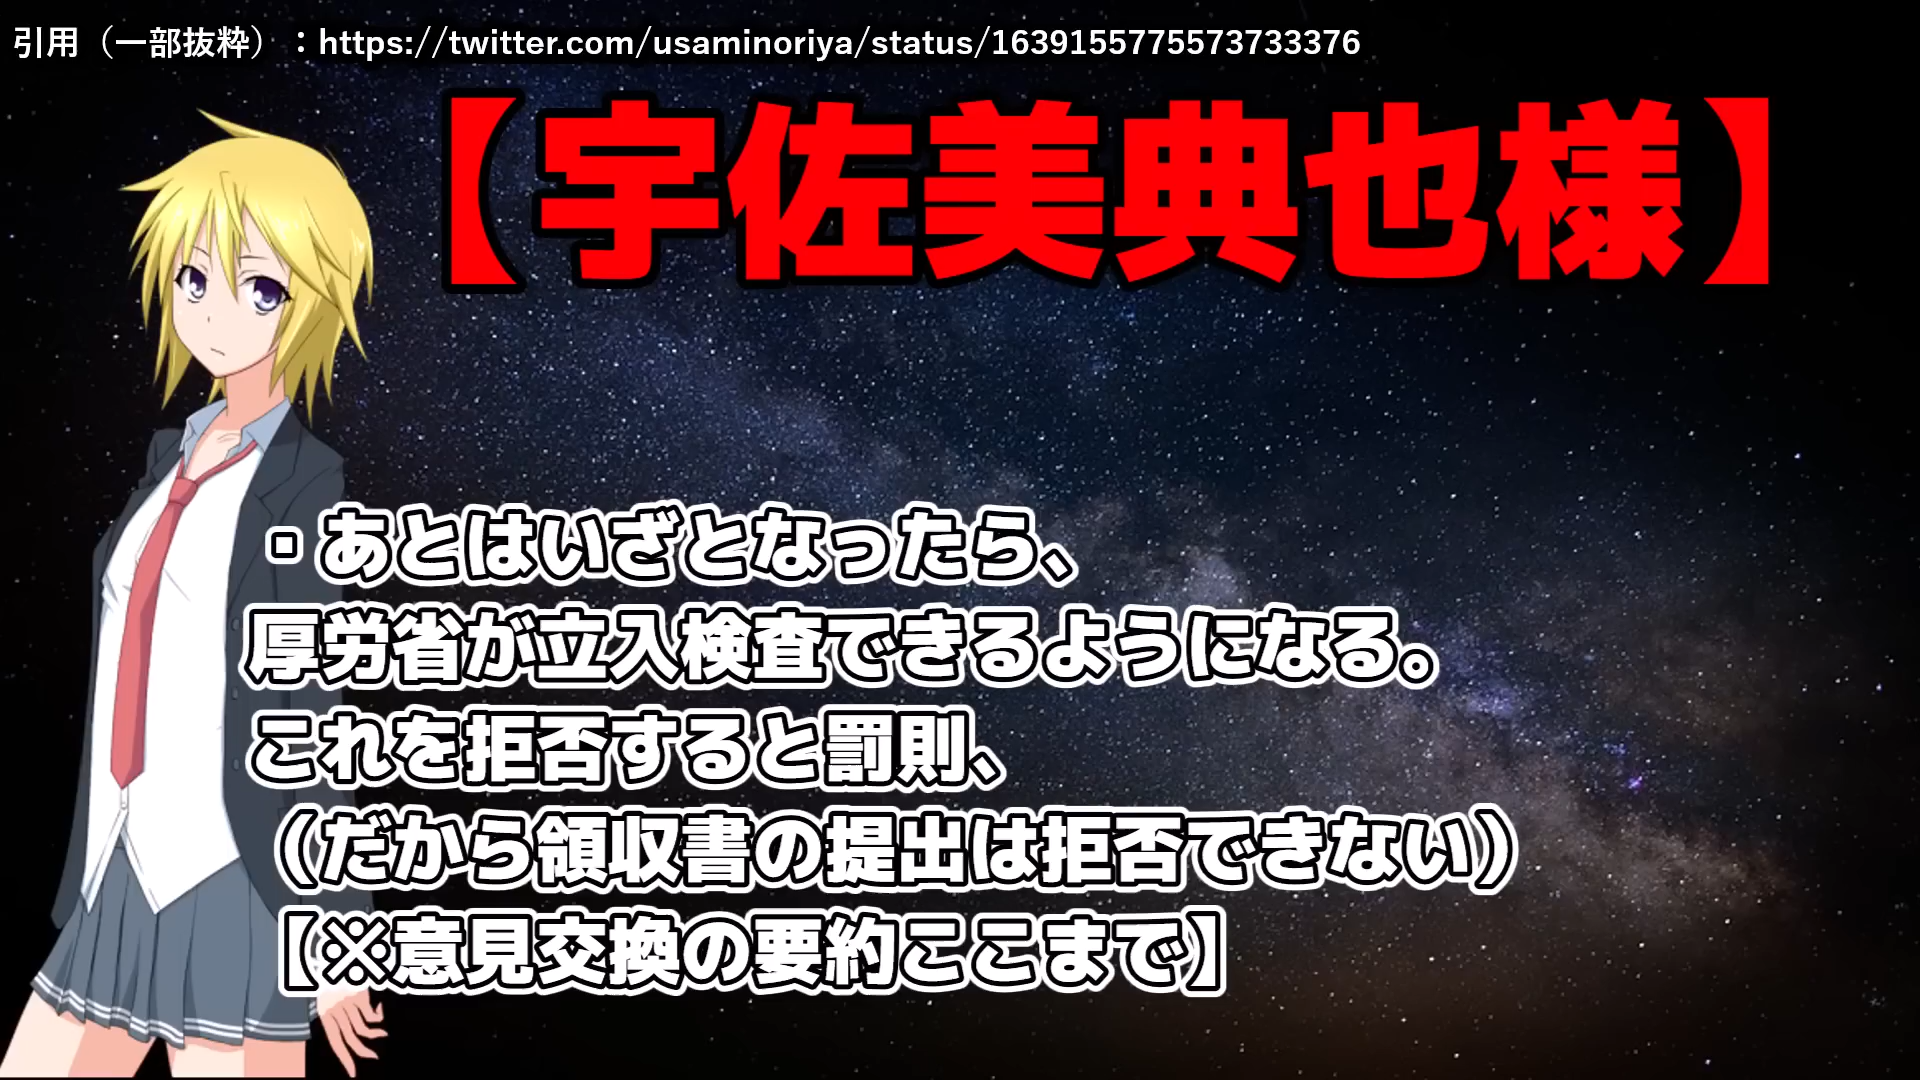 引用（一部抜粋）：https://twitter.com/usaminoriya/status/1639155775573733376
【宇佐美典也様】
・あとはいざとなったら、
厚労省が立入検査できるようになる。
これを拒否すると罰則、
（だから領収書の提出は拒否できない）
【※意見交換の要約ここまで】